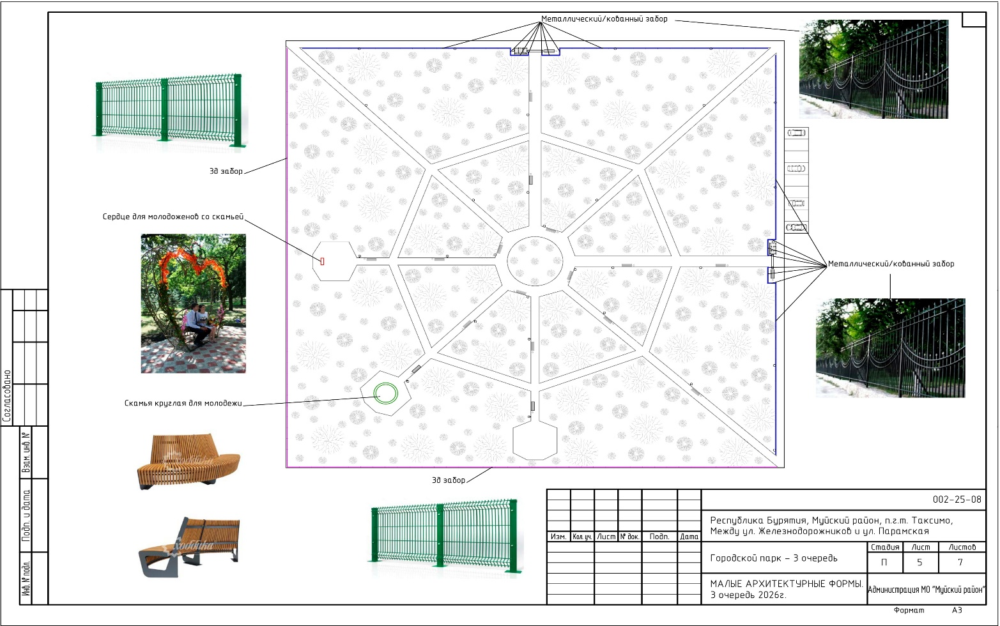 Металлический/кованный забор
3д забор
Сердце для молодоженов со скамьей
Металлический/кованный забор
Скамья круглая для молодежи
3д забор
Согласовано
Взам. инв. №
Подп. и дата
Инв. № подл.
002-25-08
Республика Бурятия, Муйский район, п.г.т. Таксимо,
Между ул. Железнодорожников и ул. Парамская
Изм. Кол. уч. Лист № док. Подп. Дата
Городской парк – 3 очередь
Стадия Лист Листов
П 5 7
МАЛЫЕ АРХИТЕКТУРНЫЕ ФОРМЫ.
3 очередь 2026г.
Администрация МО "Муйский район"
Формат А3